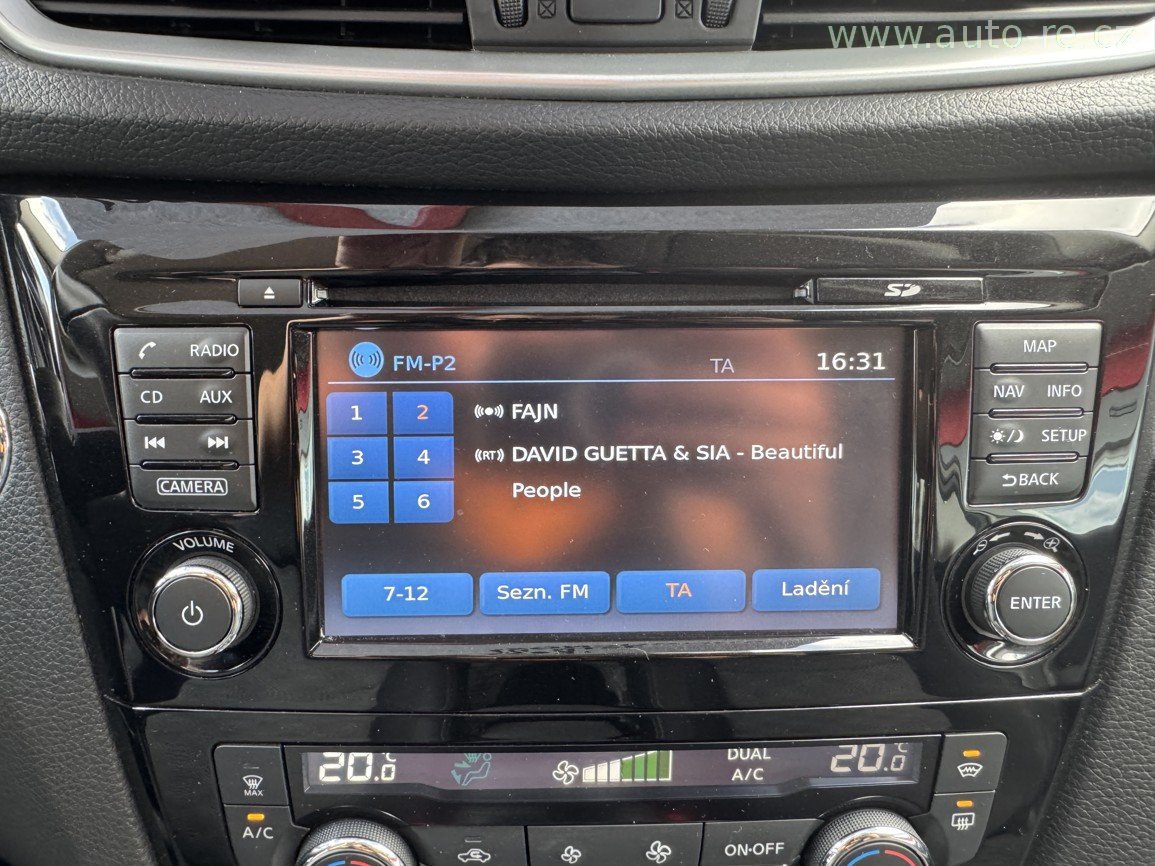 www.auto-re.cz
SD
RADIO
CD AUX
CAMERA
VOLUME
FM-P2 TA 16:31
1 2 FAJN
3 4 (RT) DAVID GUETTA & SIA - Beautiful
People
5 6
7-12 Sezn. FM TA Ladění
MAP
NAV INFO
SETUP
BACK
ENTER
20.0°C DUAL 20.0°C
A/C
MAX
A/C
ON·OFF